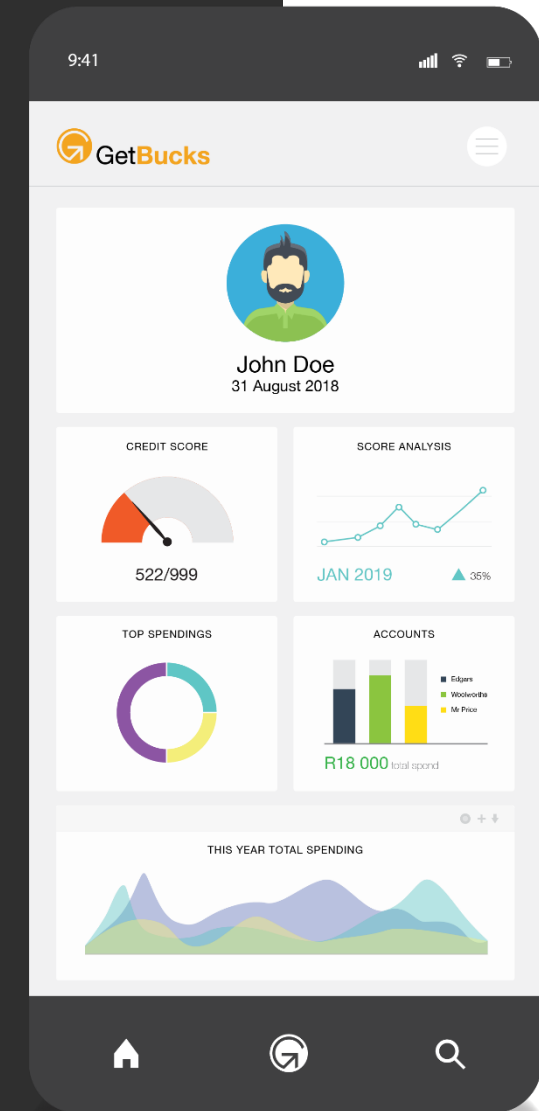 9:41
GetBucks
John Doe
31 August 2018
CREDIT SCORE
522/999
SCORE ANALYSIS
JAN 2019
35%
TOP SPENDINGS
ACCOUNTS
Edgars
Woolworths
Mr Price
R18 000 total spond
THIS YEAR TOTAL SPENDING